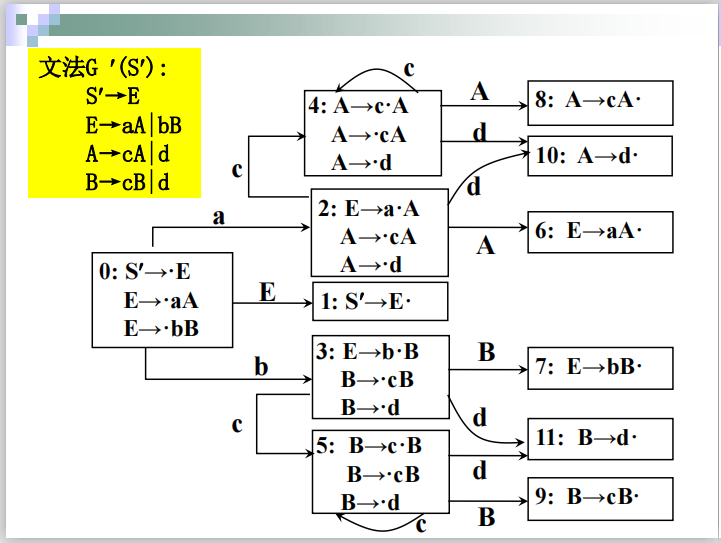 文法G '(S'):
S'→E
E→aA|bB
A→cA|d
B→cB|d
c
4: A→c·A
A→·cA
A→·d
A
8: A→cA·
d
10: A→d·
c
d
2: E→a·A
A→·cA
A→·d
a
A
6: E→aA·
0: S'→·E
E→·aA
E→·bB
E
1: S'→E·
b
3: E→b·B
B→·cB
B→·d
B
7: E→bB·
c
d
11: B→d·
5: B→c·B
B→·cB
B→·d
d
9: B→cB·
B
c